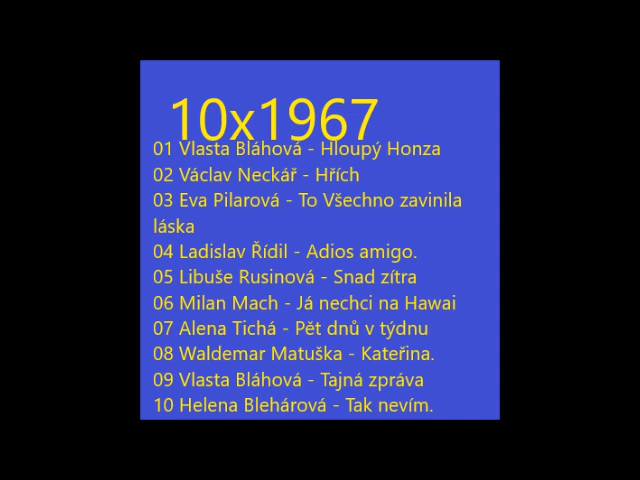 10x1967
01 Vlasta Bláhová - Hloupý Honza
02 Václav Neckář - Hřích
03 Eva Pilarová - To Všechno zavinila
láska
04 Ladislav Řídil - Adios amigo.
05 Libuše Rusinová - Snad zítra
06 Milan Mach - Já nechci na Hawai
07 Alena Tichá - Pět dnů v týdnu
08 Waldemar Matuška - Kateřina.
09 Vlasta Bláhová - Tajná zpráva
10 Helena Blehárová - Tak nevím.